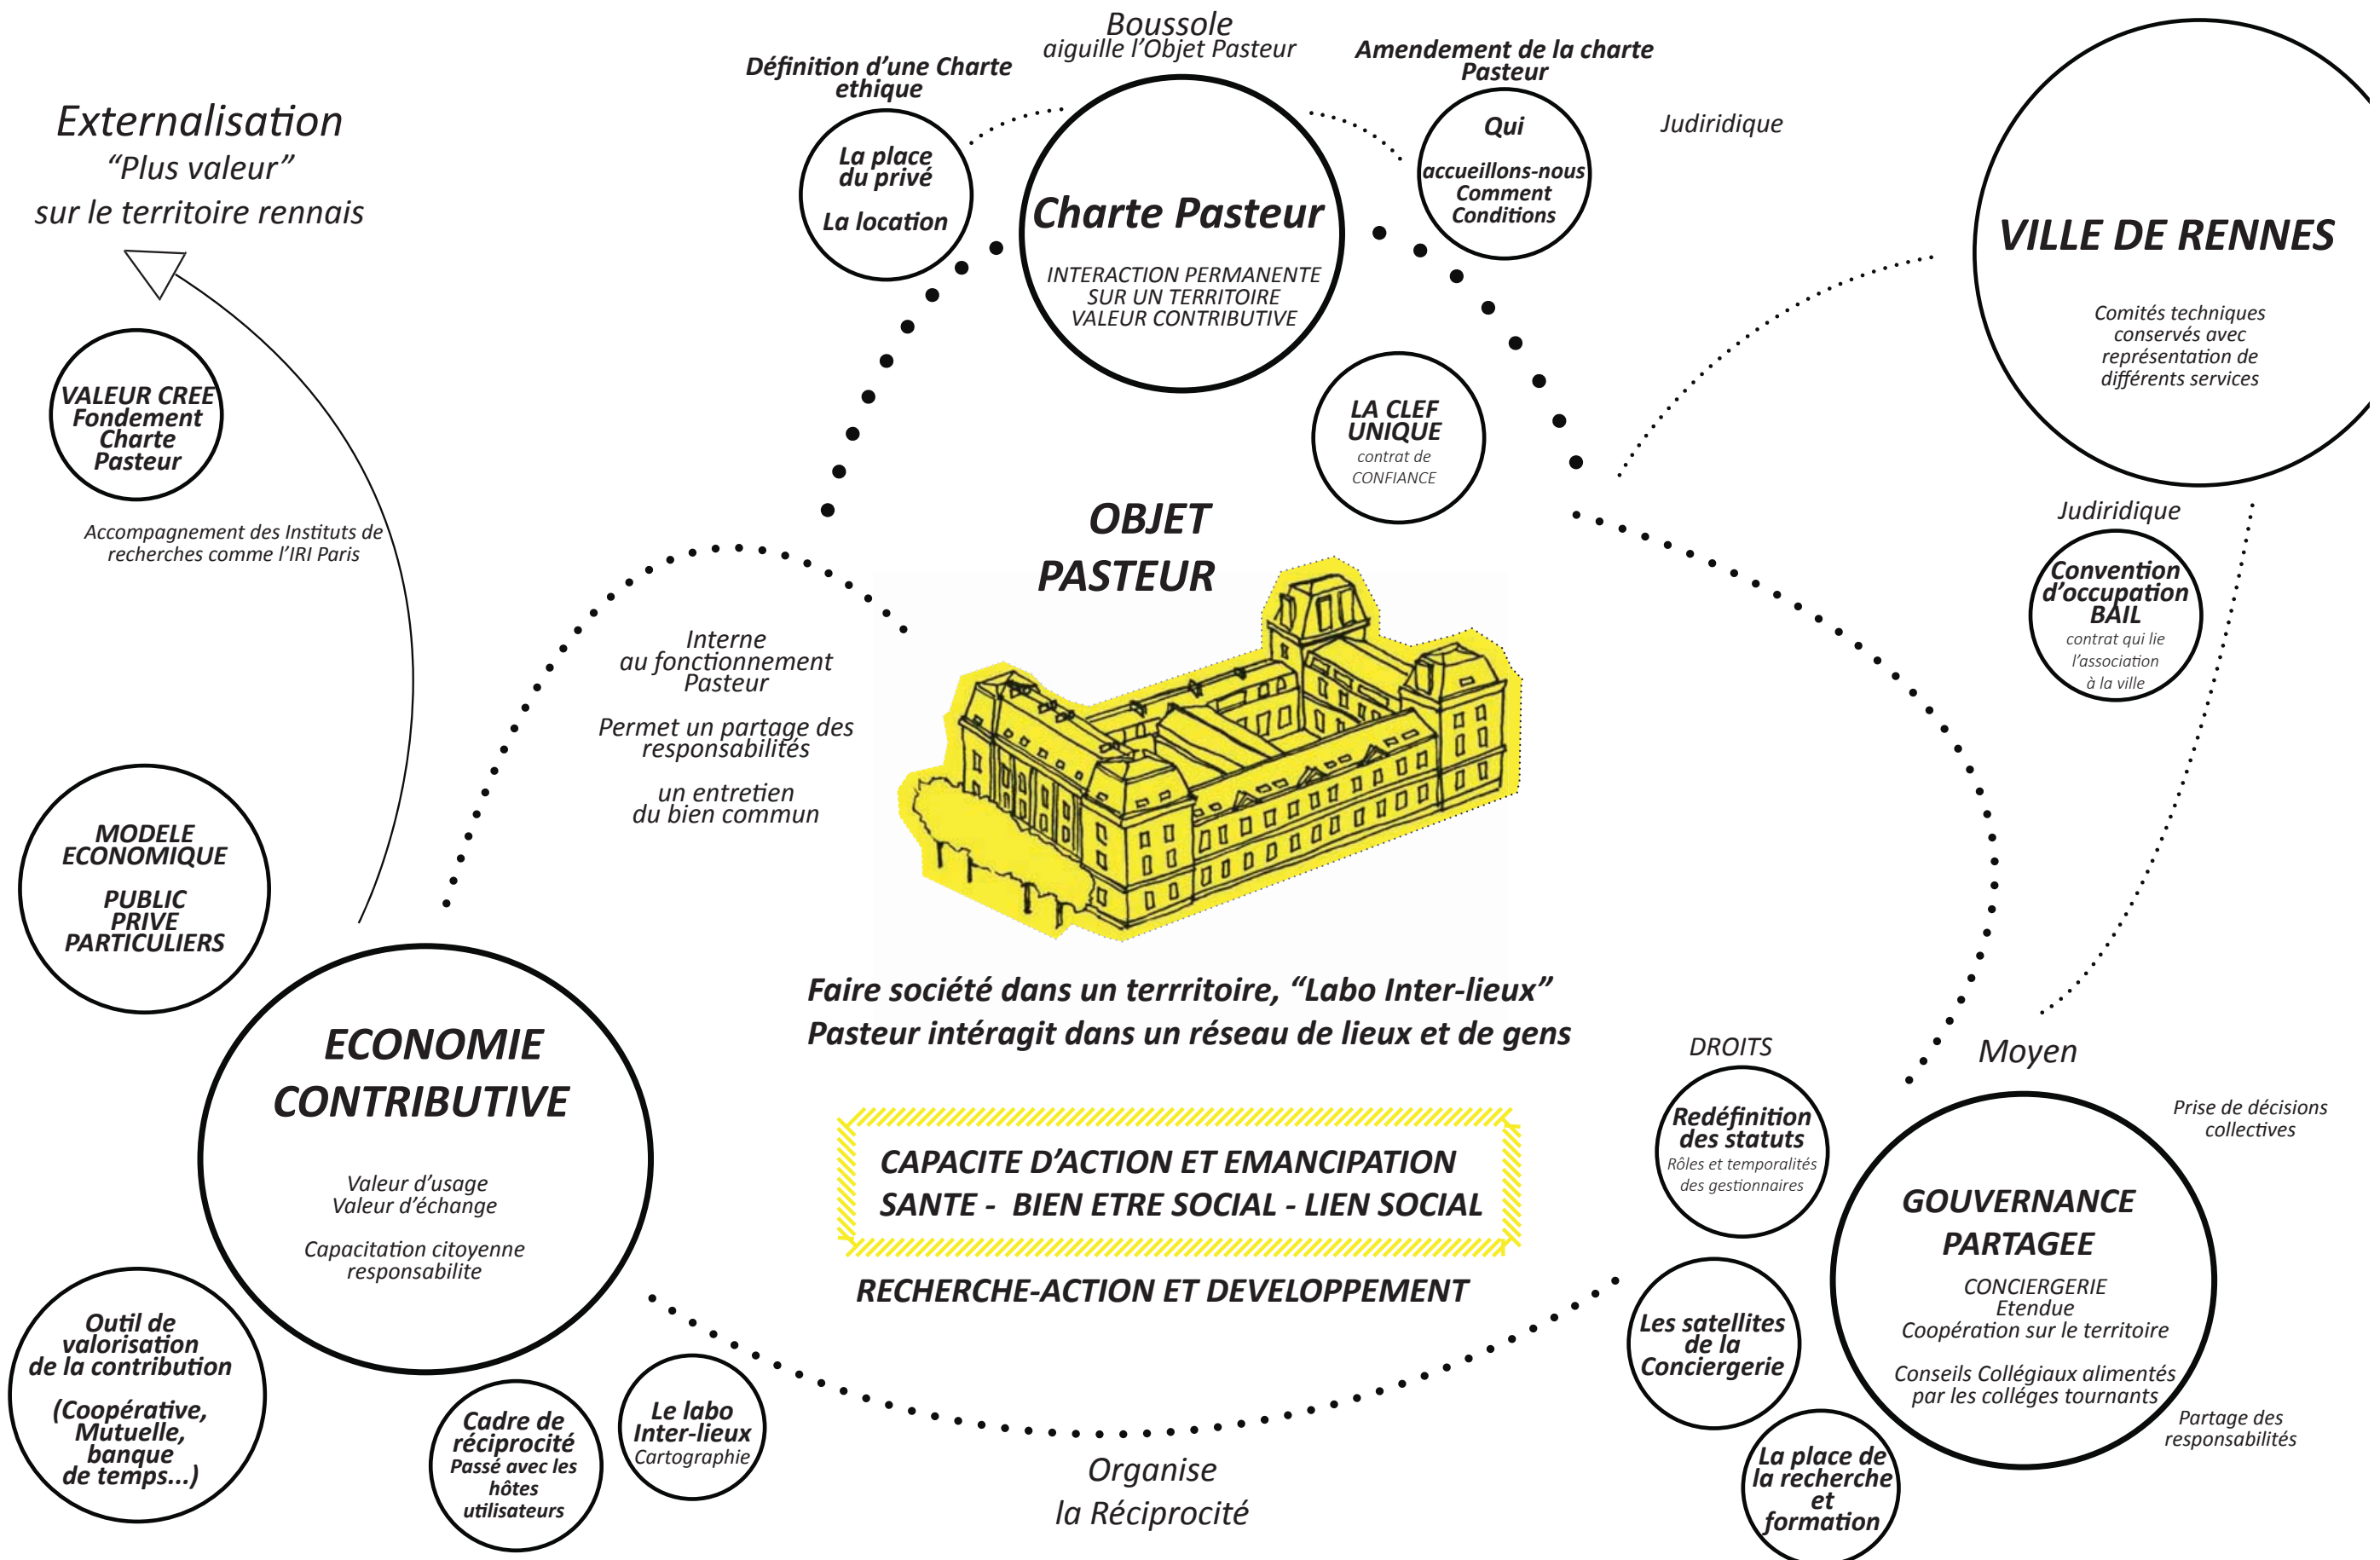 Externalisation
“Plus valeur”
sur le territoire rennais
VALEUR CREE
Fondement
Charte
Pasteur
Accompagnement des Instituts de
recherches comme l’IRI Paris
Définition d’une Charte
ethique
La place
du privé
La location
Boussole
aiguille l’Objet Pasteur
Charte Pasteur
INTERACTION PERMANENTE
SUR UN TERRITOIRE
VALEUR CONTRIBUTIVE
Amendement de la charte
Pasteur
Qui
accueillons-nous
Comment
Conditions
LA CLEF
UNIQUE
contrat de
CONFIANCE
Judiridique
VILLE DE RENNES
Comités techniques
conservés avec
représentation de
différents services
Judiridique
Convention
d’occupation
BAIL
contrat qui lie
l’association
à la ville
OBJET
PASTEUR
Interne
au fonctionnement
Pasteur
Permet un partage des
responsabilités
un entretien
du bien commun
Faire société dans un terrritoire, “Labo Inter-lieux”
Pasteur intéragit dans un réseau de lieux et de gens
CAPACITE D’ACTION ET EMANCIPATION
SANTE - BIEN ETRE SOCIAL - LIEN SOCIAL
RECHERCHE-ACTION ET DEVELOPPEMENT
MODELE
ECONOMIQUE
PUBLIC
PRIVE
PARTICULIERS
ECONOMIE
CONTRIBUTIVE
Valeur d’usage
Valeur d’échange
Capacitation citoyenne
responsabilite
Outil de
valorisation
de la contribution
(Coopérative,
Mutuelle,
banque
de temps...)
Cadre de
réciprocité
Passé avec les
hôtes
utilisateurs
Le labo
Inter-lieux
Cartographie
Organise
la Réciprocité
DROITS
Redéfinition
des statuts
Rôles et temporalités
des gestionnaires
Les satellites
de la
Conciergerie
La place de
la recherche
et
formation
Moyen
Prise de décisions
collectives
GOUVERNANCE
PARTAGEE
CONCIERGERIE
Etendue
Coopération sur le territoire
Conseils Collégiaux alimentés
par les colléges tournants
Partage des
responsabilités